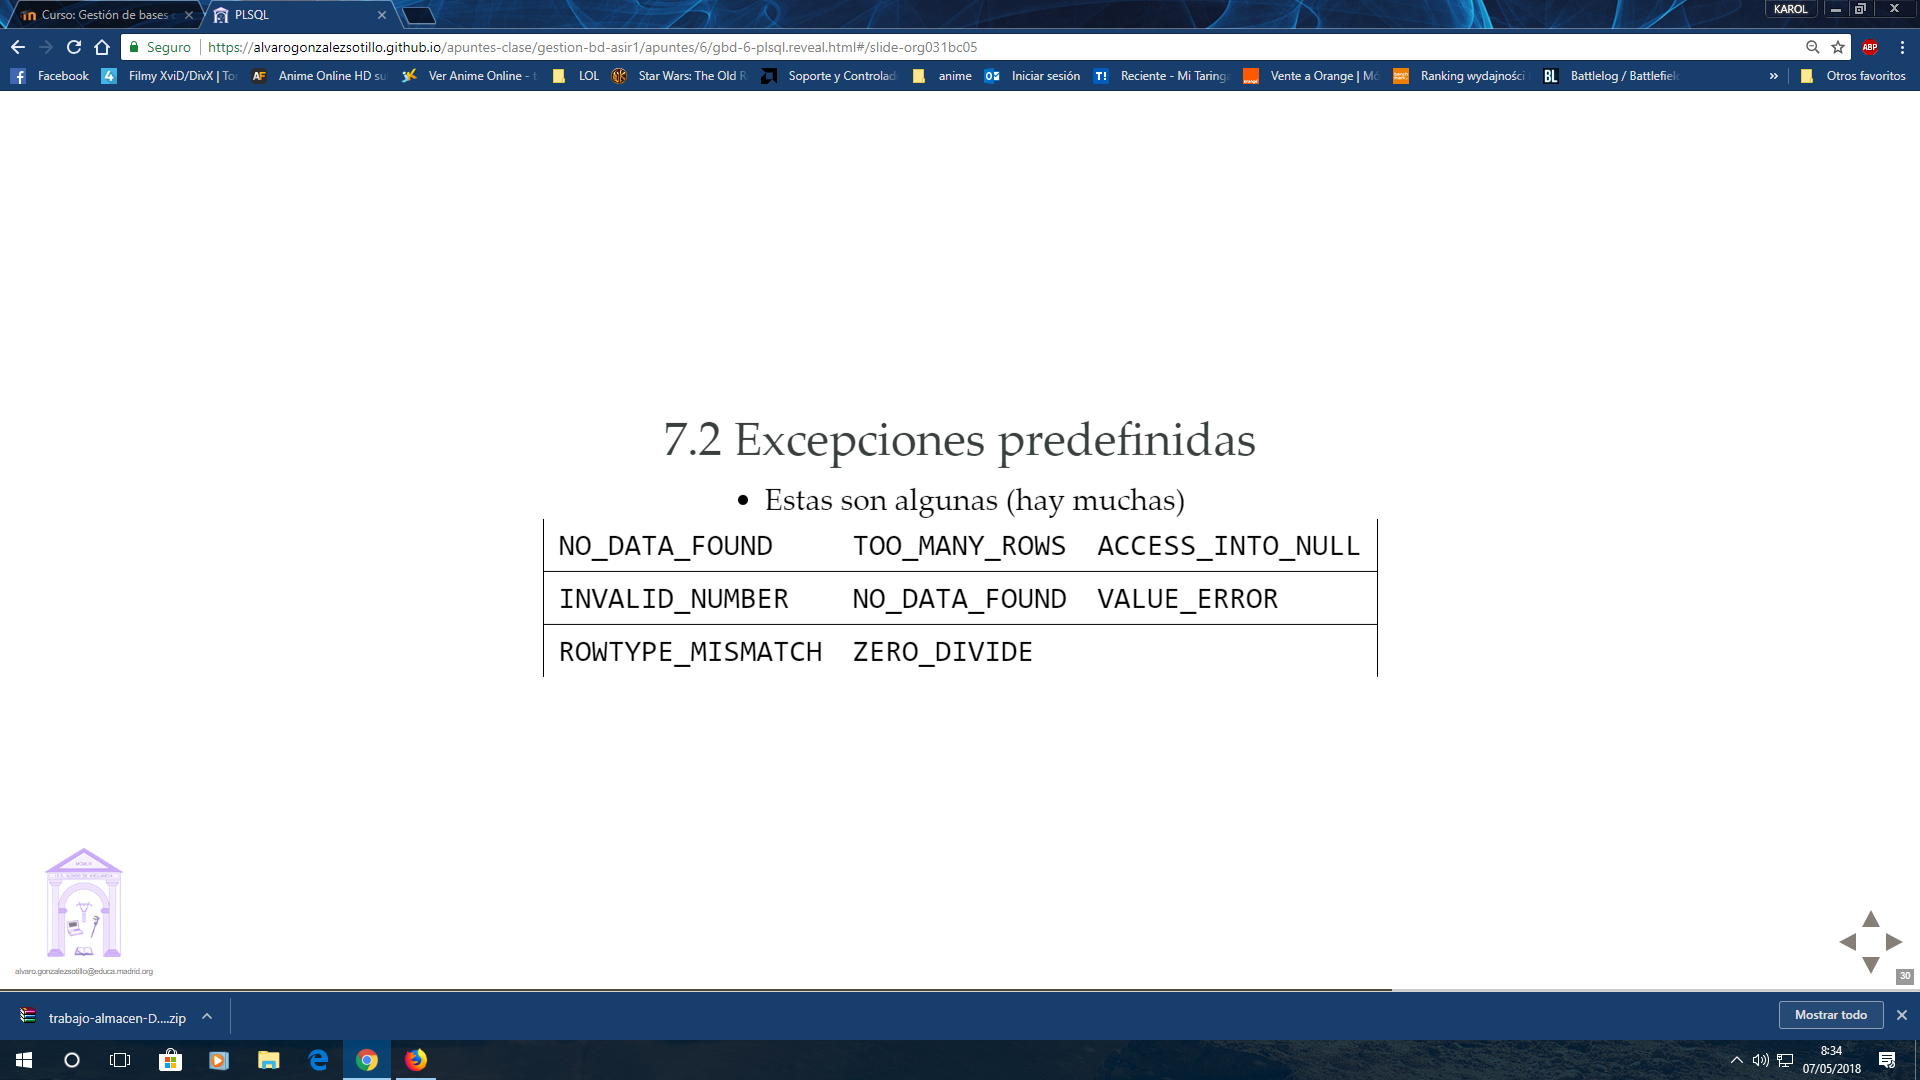 Curso: Gestión de bases
PLSQL
KAROL
Seguro
https://alvarogonzalezsotillo.github.io/apuntes-clase/gestion-bd-asir1/apuntes/6/gbd-6-plsql.reveal.html#/slide-org031bc05
ABP
Facebook
Filmy XviD/DivX | To
Anime Online HD su
Ver Anime Online - t
LOL
Star Wars: The Old R
Soporte y Controlad
anime
Iniciar sesión
Reciente - Mi Taringa
Vente a Orange | Mó
Ranking wydajności
Battlelog / Battlefiel
»
Otros favoritos
7.2 Excepciones predefinidas
• Estas son algunas (hay muchas)
NO_DATA_FOUND TOO_MANY_ROWS ACCESS_INTO_NULL
INVALID_NUMBER NO_DATA_FOUND VALUE_ERROR
ROWTYPE_MISMATCH ZERO_DIVIDE
alvaro.gonzalezsotillo@educa.madrid.org
30
trabajo-almacen-D....zip
Mostrar todo
8:34
07/05/2018